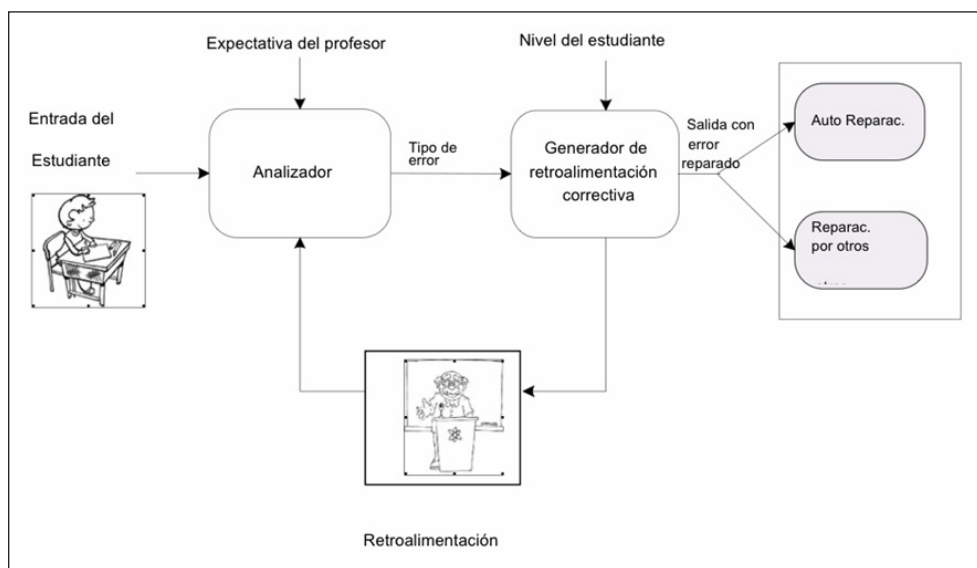 Expectativa del profesor
Nivel del estudiante
Entrada del
Estudiante
Analizador
Tipo de
error
Generador de
retroalimentación
correctiva
Salida con
error
reparado
Auto Reparac.
Reparac.
por otros
Retroalimentación